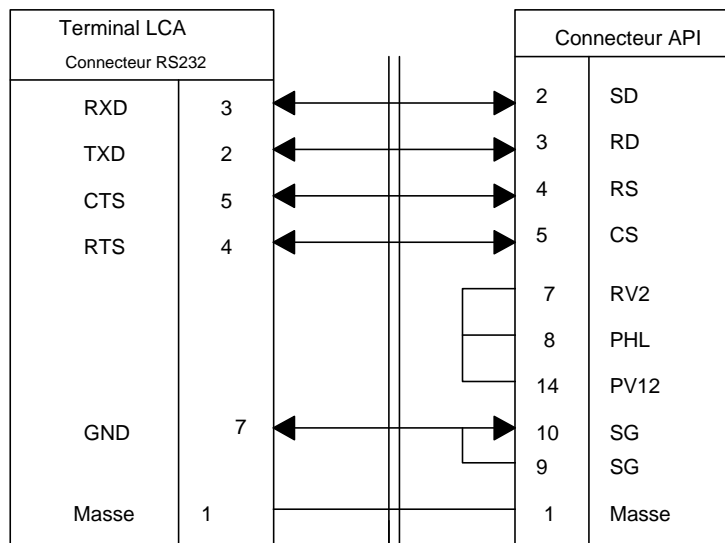 Terminal LCA
Connecteur RS232
Connecteur API
RXD 3 2 SD
TXD 2 3 RD
CTS 5 4 RS
RTS 4 5 CS
7 RV2
8 PHL
14 PV12
GND 7 10 SG
9 SG
Masse 1 1 Masse